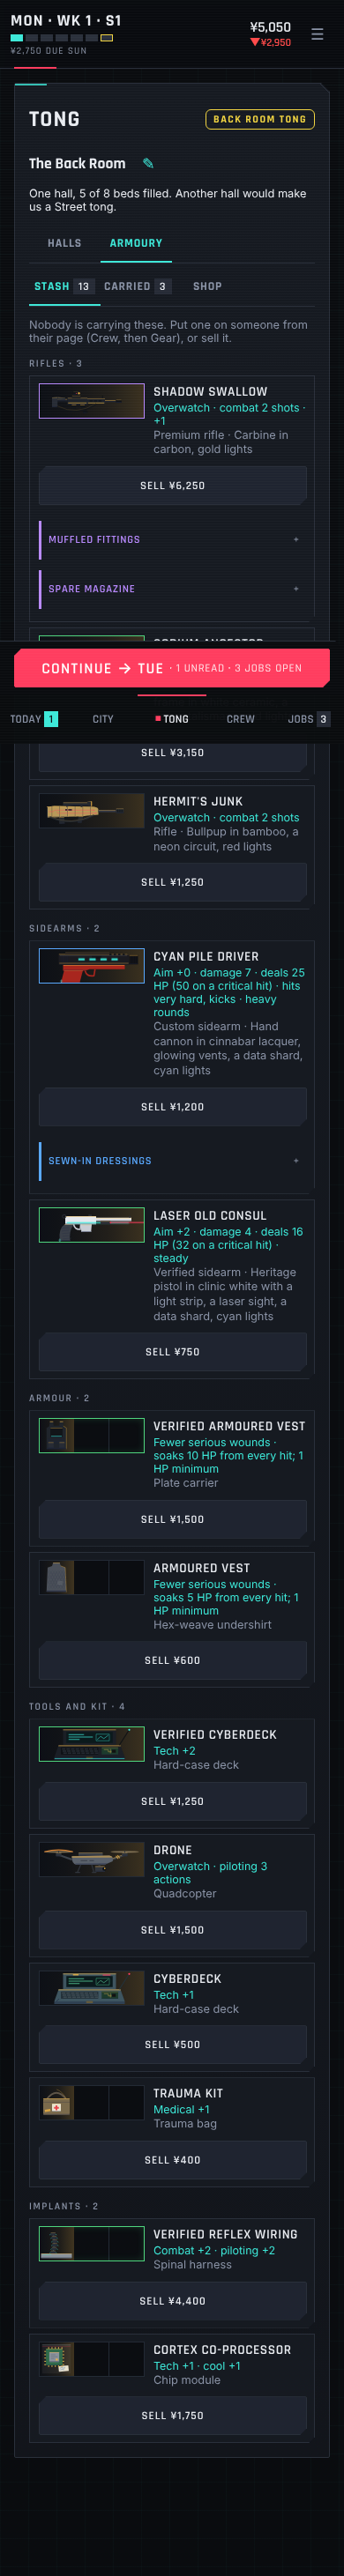 MON · WK 1 · S1
¥2,750 DUE SUN
¥5,050
▼¥2,950
☰
TONG
BACK ROOM TONG
The Back Room ✎
One hall, 5 of 8 beds filled. Another hall would make
us a Street tong.
HALLS
ARMOURY
STASH 13
CARRIED 3
SHOP
Nobody is carrying these. Put one on someone from
their page (Crew, then Gear), or sell it.
RIFLES · 3
SHADOW SWALLOW
Overwatch · combat 2 shots ·
+1
Premium rifle · Carbine in
carbon, gold lights
SELL ¥6,250
MUFFLED FITTINGS +
SPARE MAGAZINE +
CONTINUE → TUE · 1 UNREAD · 3 JOBS OPEN
TODAY 1
CITY
TONG
CREW
JOBS 3
SELL ¥3,150
HERMIT'S JUNK
Overwatch · combat 2 shots
Rifle · Bullpup in bamboo, a
neon circuit, red lights
SELL ¥1,250
SIDEARMS · 2
CYAN PILE DRIVER
Aim +0 · damage 7 · deals 25
HP (50 on a critical hit) · hits
very hard, kicks · heavy
rounds
Custom sidearm · Hand
cannon in cinnabar lacquer,
glowing vents, a data shard,
cyan lights
SELL ¥1,200
SEWN-IN DRESSINGS +
LASER OLD CONSUL
Aim +2 · damage 4 · deals 16
HP (32 on a critical hit) ·
steady
Verified sidearm · Heritage
pistol in clinic white with a
light strip, a laser sight, a
data shard, cyan lights
SELL ¥750
ARMOUR · 2
VERIFIED ARMOURED VEST
Fewer serious wounds ·
soaks 10 HP from every hit; 1
HP minimum
Plate carrier
SELL ¥1,500
ARMOURED VEST
Fewer serious wounds ·
soaks 5 HP from every hit; 1
HP minimum
Hex-weave undershirt
SELL ¥600
TOOLS AND KIT · 4
VERIFIED CYBERDECK
Tech +2
Hard-case deck
SELL ¥1,250
DRONE
Overwatch · piloting 3
actions
Quadcopter
SELL ¥1,500
CYBERDECK
Tech +1
Hard-case deck
SELL ¥500
TRAUMA KIT
Medical +1
Trauma bag
SELL ¥400
IMPLANTS · 2
VERIFIED REFLEX WIRING
Combat +2 · piloting +2
Spinal harness
SELL ¥4,400
CORTEX CO-PROCESSOR
Tech +1 · cool +1
Chip module
SELL ¥1,750